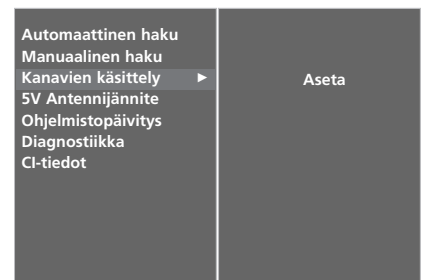 Automaattinen haku
Manuaalinen haku
Kanavien käsittely ►
Aseta
5V Antennijännite
Ohjelmistopäivitys
Diagnostiikka
CI-tiedot